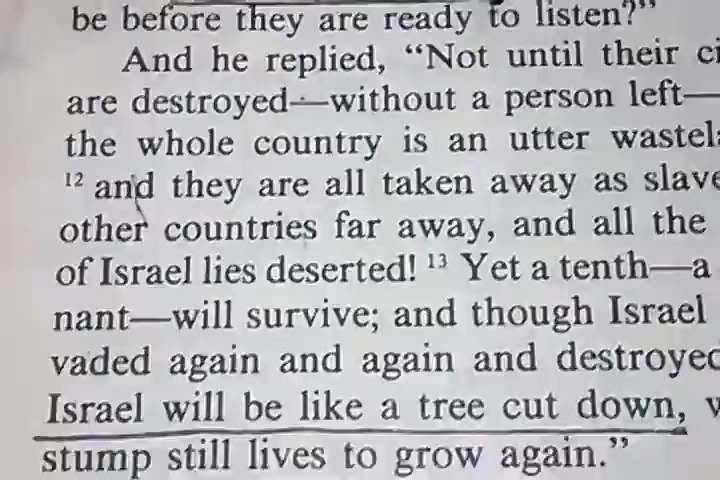 be before they are ready to listen?"
And he replied, "Not until their
are destroyed—without a person left—
the whole country is an utter
12 and they are all taken away as
other countries far away, and all the
of Israel lies deserted! 13 Yet a tenth—a
nant—will survive; and though Israel
vaded again and again and
Israel will be like a tree cut down,
stump still lives to grow again."